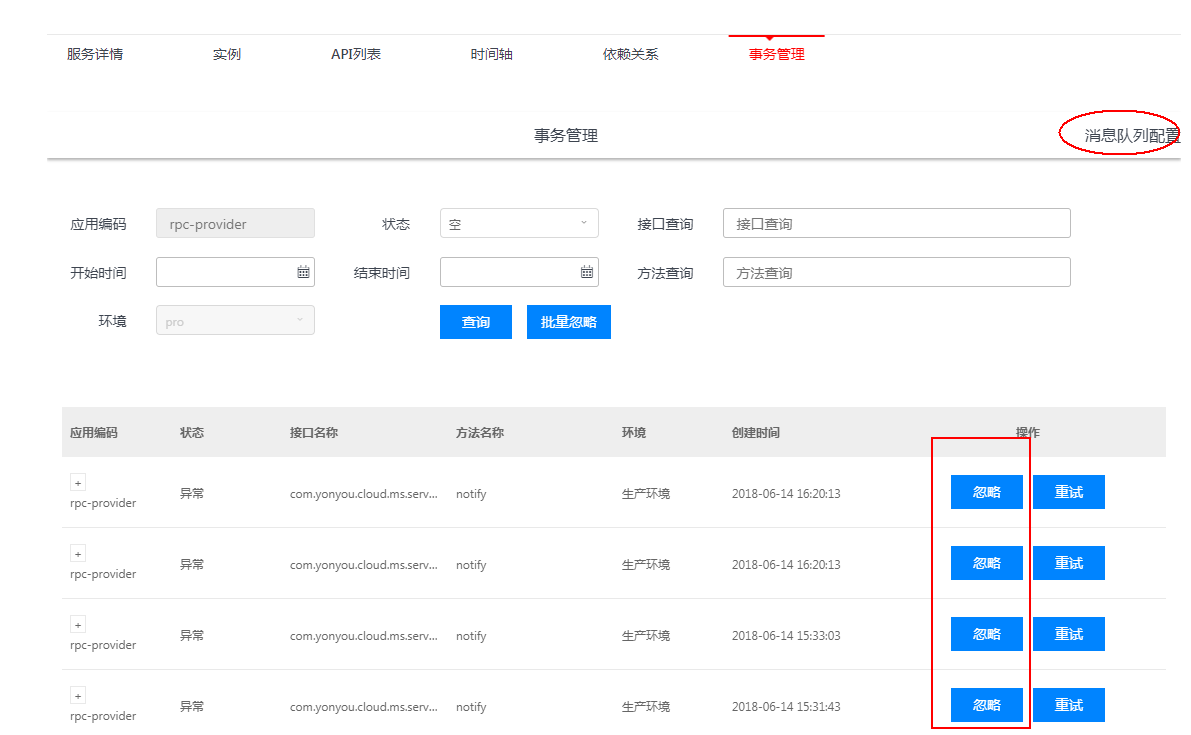 服务详情 实例 API列表 时间轴 依赖关系 事务管理
事务管理 消息队列配置
应用编码 rpc-provider 状态 空 接口查询 接口查询
开始时间 结束时间 方法查询 方法查询
环境 pro 查询 批量忽略
应用编码 状态 接口名称 方法名称 环境 创建时间 操作
+
rpc-provider 异常 com.yonyou.cloud.ms.serv... notify 生产环境 2018-06-14 16:20:13 忽略 重试
+
rpc-provider 异常 com.yonyou.cloud.ms.serv... notify 生产环境 2018-06-14 16:20:13 忽略 重试
+
rpc-provider 异常 com.yonyou.cloud.ms.serv... notify 生产环境 2018-06-14 15:33:03 忽略 重试
+
rpc-provider 异常 com.yonyou.cloud.ms.serv... notify 生产环境 2018-06-14 15:31:43 忽略 重试